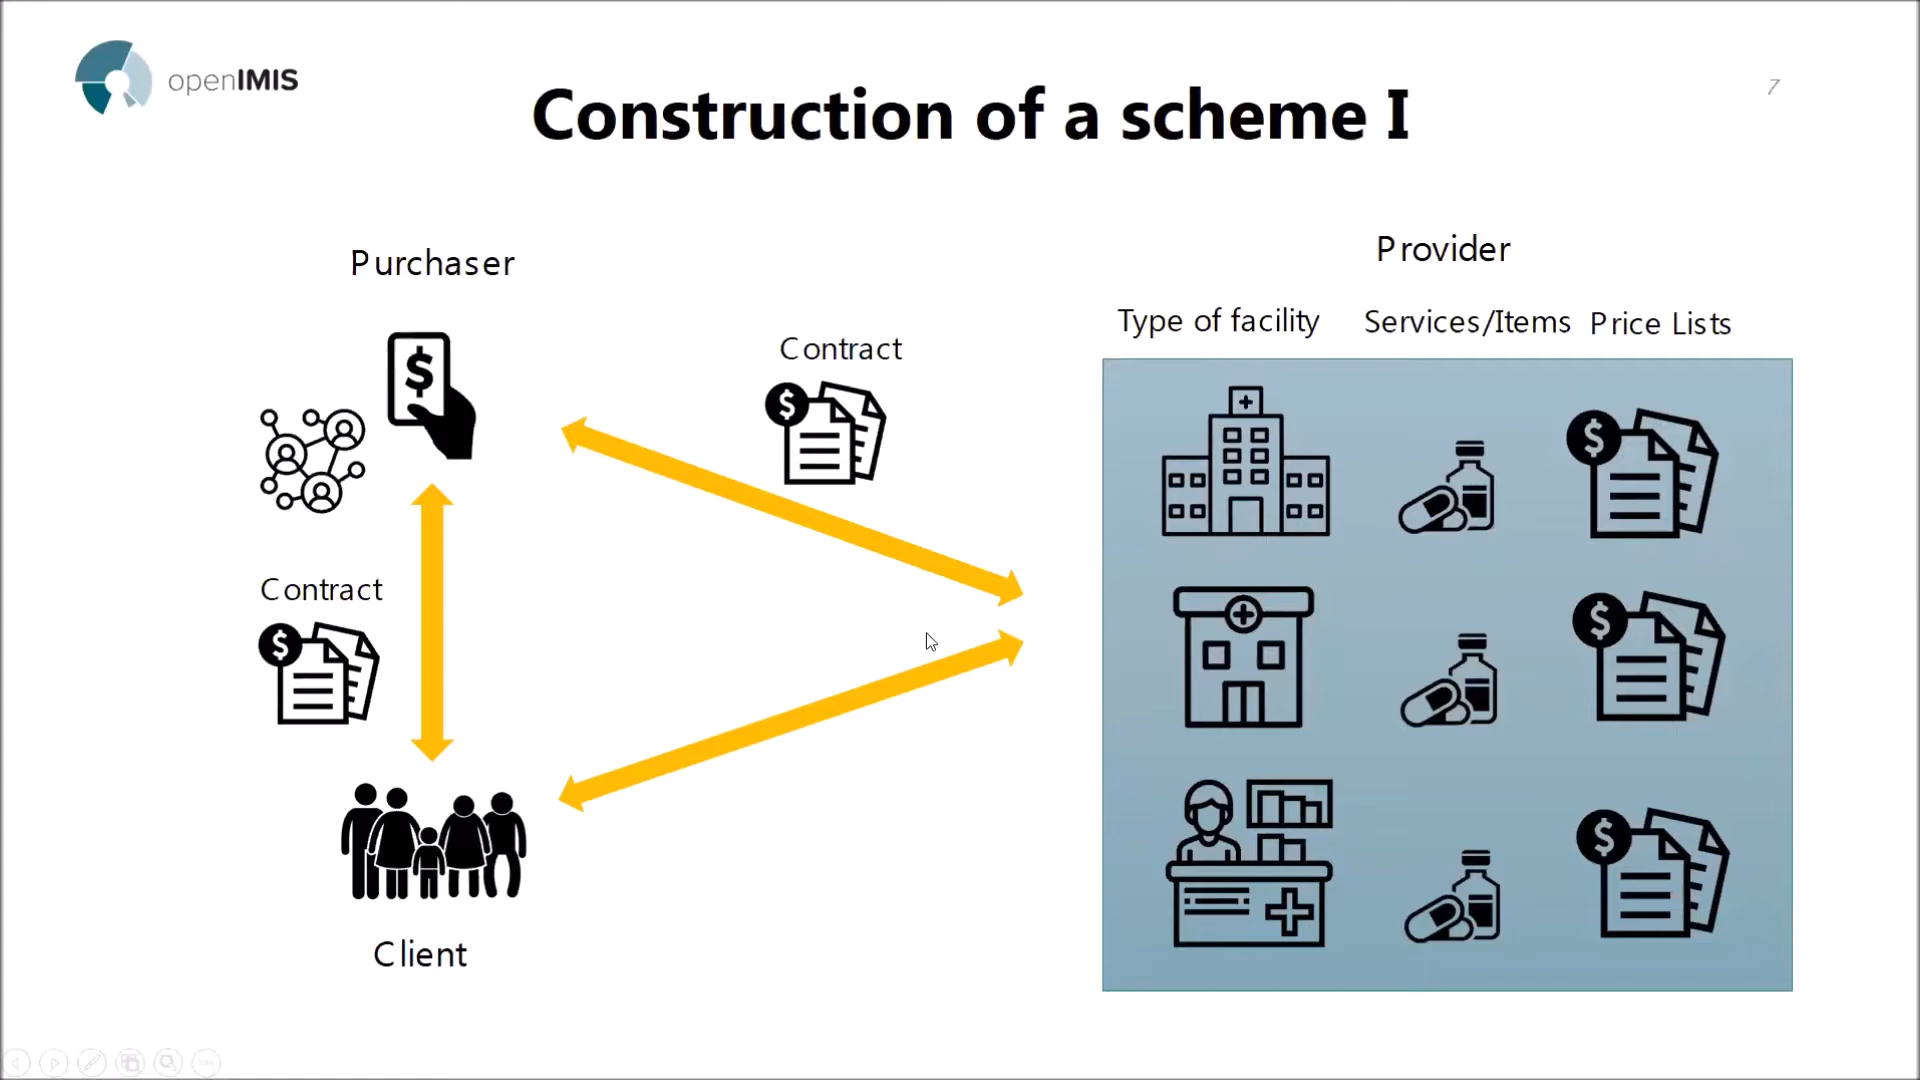 openIMIS
7
Construction of a scheme I
Purchaser
Provider
Type of facility
Services/Items
Price Lists
Contract
$
$
$
Contract
$
$
Client
$